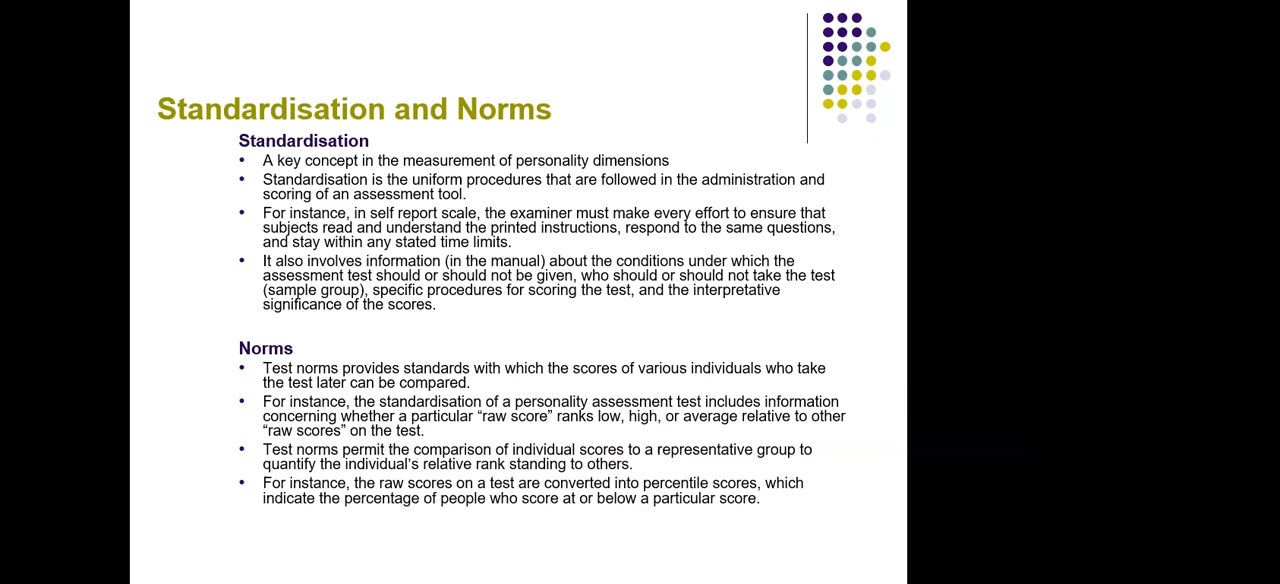 Standardisation and Norms
Standardisation
• A key concept in the measurement of personality dimensions
• Standardisation is the uniform procedures that are followed in the administration and
scoring of an assessment tool.
• For instance, in self report scale, the examiner must make every effort to ensure that
subjects read and understand the printed instructions, respond to the same questions,
and stay within any stated time limits.
• It also involves information (in the manual) about the conditions under which the
assessment test should or should not be given, who should or should not take the test
(sample group), specific procedures for scoring the test, and the interpretative
significance of the scores.
Norms
• Test norms provides standards with which the scores of various individuals who take
the test later can be compared.
• For instance, the standardisation of a personality assessment test includes information
concerning whether a particular “raw score” ranks low, high, or average relative to other
“raw scores” on the test.
• Test norms permit the comparison of individual scores to a representative group to
quantify the individual’s relative rank standing to others.
• For instance, the raw scores on a test are converted into percentile scores, which
indicate the percentage of people who score at or below a particular score.